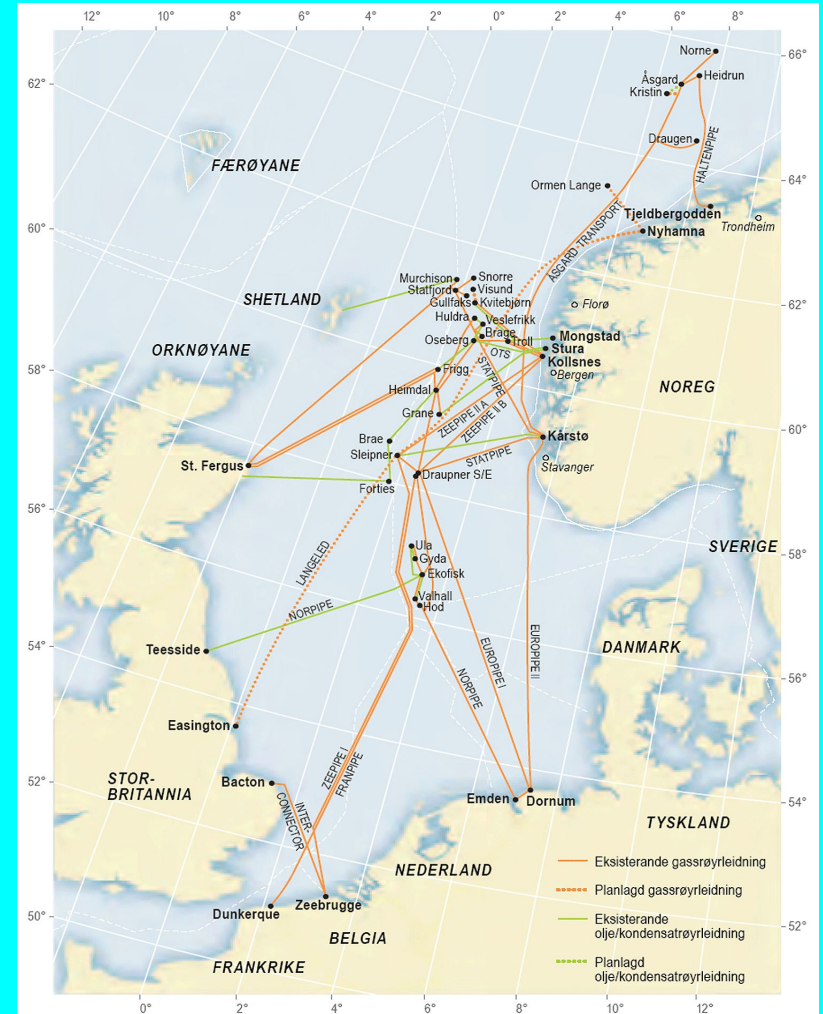 12° 10° 8° 6° 4° 2° 0° 2° 4° 6° 8°
66°
Norne
Åsgard
Heidrun
Kristin
62°
Draugen
HALTENPIPE
FÆRØYANE
64°
Ormen Lange
Tjeldbergodden
Trondheim
Nyhamna
60°
ÅSGARD TRANSPORT
Murchison
Snorre
Statfjord
Visund
SHETLAND
Gullfaks
Kvitebjørn
Florø
62°
Huldra
Veslefrikk
Brage
Oseberg
Troll
Mongstad
Stura
OTS
Kollsnes
ORKNØYANE
58°
Frigg
STATPIPE
Bergen
Heimdal
NOREG
Grane
ZEEPIPE II A
ZEEPIPE II B
60°
Brae
Kårstø
Sleipner
STATPIPE
St. Fergus
Stavanger
Draupner S/E
Forties
56°
Ula
SVERIGE
58°
Gyda
LANGELED
Ekofisk
Valhall
Hod
NORPIPE
Teesside
54°
EUROPIPE II
DANMARK
EUROPIPE I
NORPIPE
56°
Easington
ZEEPIPE I
FRANPIPE
52°
STOR-
BRITANNIA
Bacton
INTER-
CONNECTOR
Emden
Dornum
54°
TYSKLAND
NEDERLAND
Eksisterande gassrøyrleidning
Planlagd gassrøyrleidning
Zeebrugge
50°
Dunkerque
Eksisterande
olje/kondensatrøyrleidning
52°
BELGIA
FRANKRIKE
Planlagd
olje/kondensatrøyrleidning
0° 2° 4° 6° 8° 10° 12°